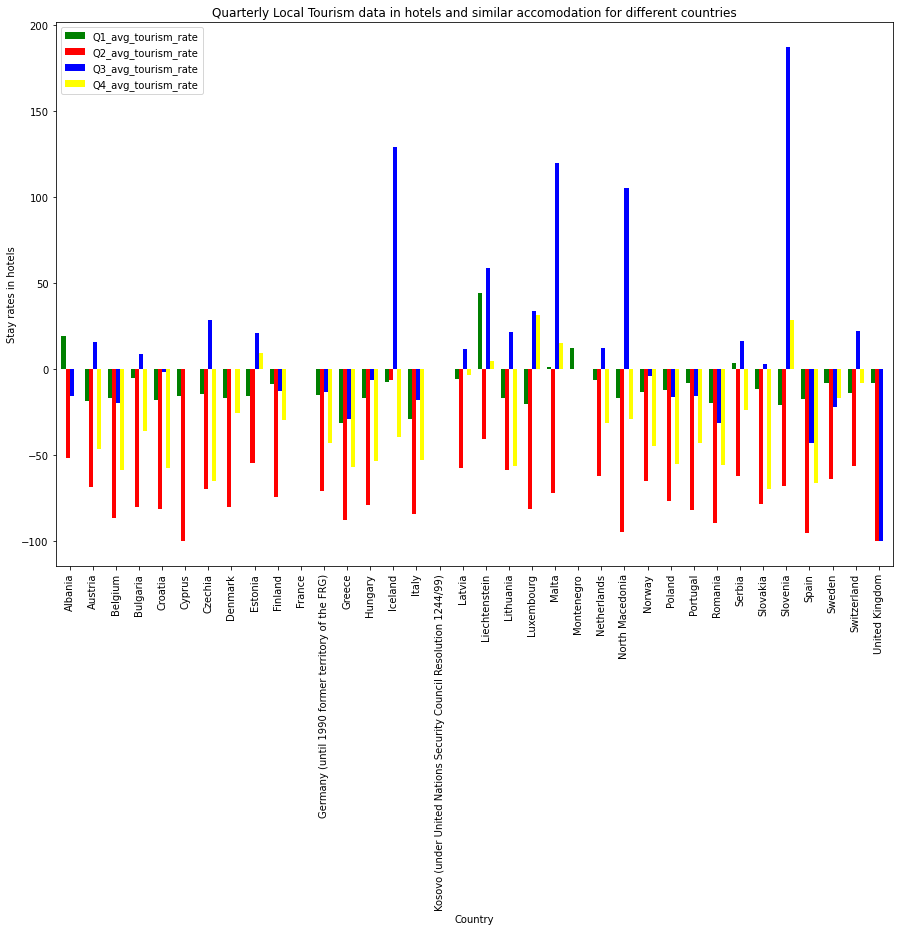 Quarterly Local Tourism data in hotels and similar accomodation for different countries
Q1_avg_tourism_rate
Q2_avg_tourism_rate
Q3_avg_tourism_rate
Q4_avg_tourism_rate
Stay rates in hotels
200
150
100
50
0
−50
−100
Albania
Austria
Belgium
Bulgaria
Croatia
Cyprus
Czechia
Denmark
Estonia
Finland
France
Germany (until 1990 former territory of the FRG)
Greece
Hungary
Iceland
Italy
Kosovo (under United Nations Security Council Resolution 1244/99)
Latvia
Liechtenstein
Lithuania
Luxembourg
Malta
Montenegro
Netherlands
North Macedonia
Norway
Poland
Portugal
Romania
Serbia
Slovakia
Slovenia
Spain
Sweden
Switzerland
United Kingdom
Country